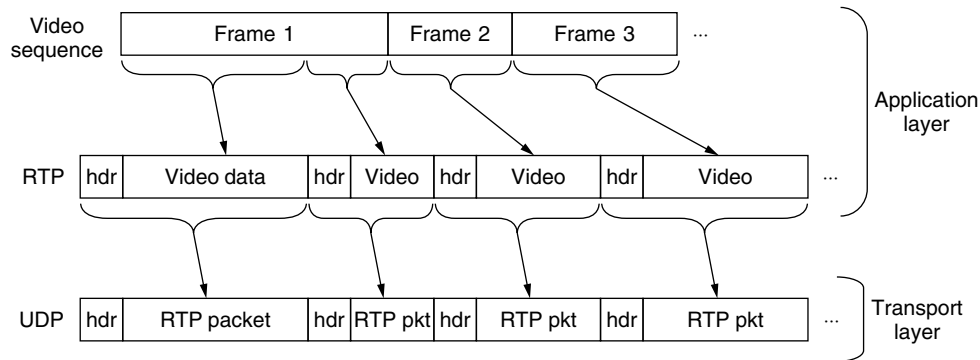 Video
sequence
Frame 1 Frame 2 Frame 3 ...
Application
layer
RTP hdr Video data hdr Video hdr Video hdr Video ...
UDP hdr RTP packet hdr RTP pkt hdr RTP pkt hdr RTP pkt ...
Transport
layer